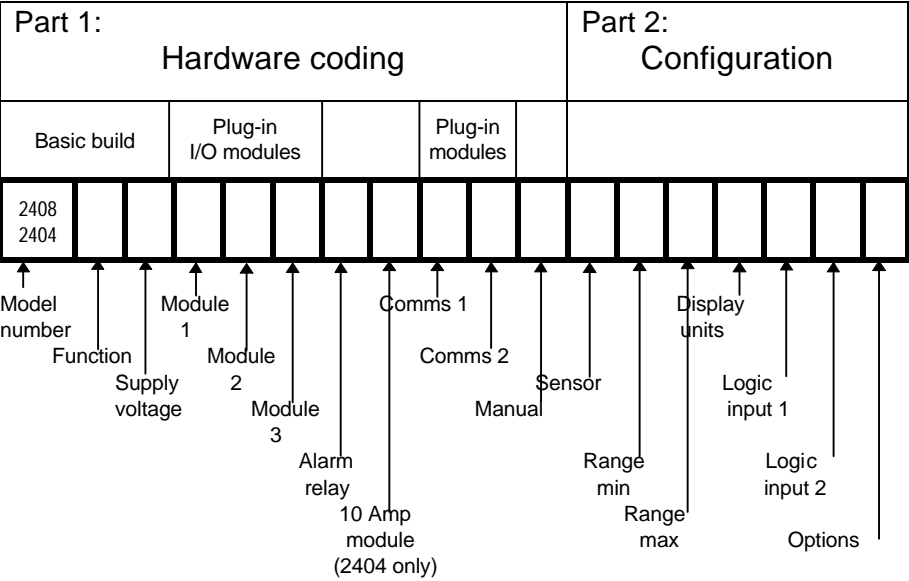 Part 1:
Hardware coding
Part 2:
Configuration
Basic build
Plug-in
I/O modules
Plug-in
modules
2408
2404
Model
number
Function
Supply
voltage
Module
1
Module
2
Module
3
Alarm
relay
10 Amp
module
(2404 only)
Comms 1
Comms 2
Manual
Sensor
Range
min
Range
max
Display
units
Logic
input 1
Logic
input 2
Options